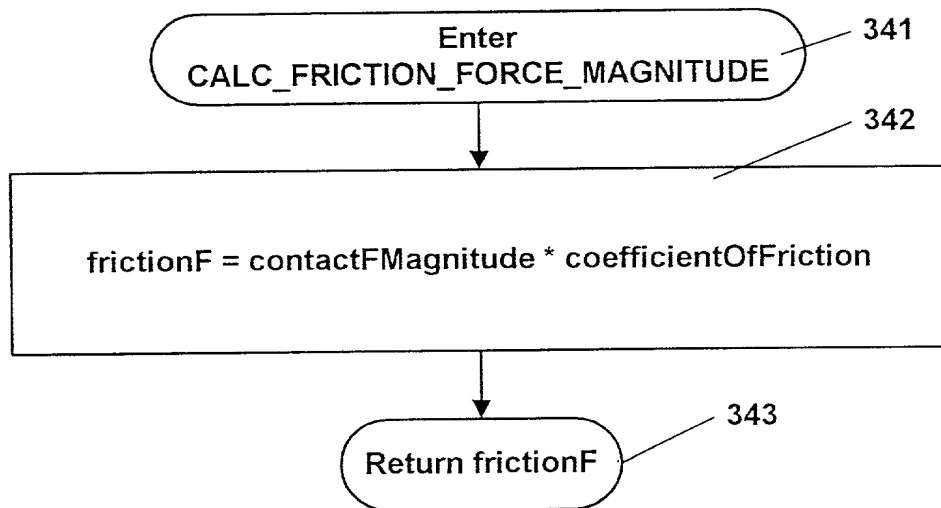 Enter
CALC_FRICTION_FORCE_MAGNITUDE
341
342
frictionF = contactFMagnitude * coefficientOfFriction
343
Return frictionF